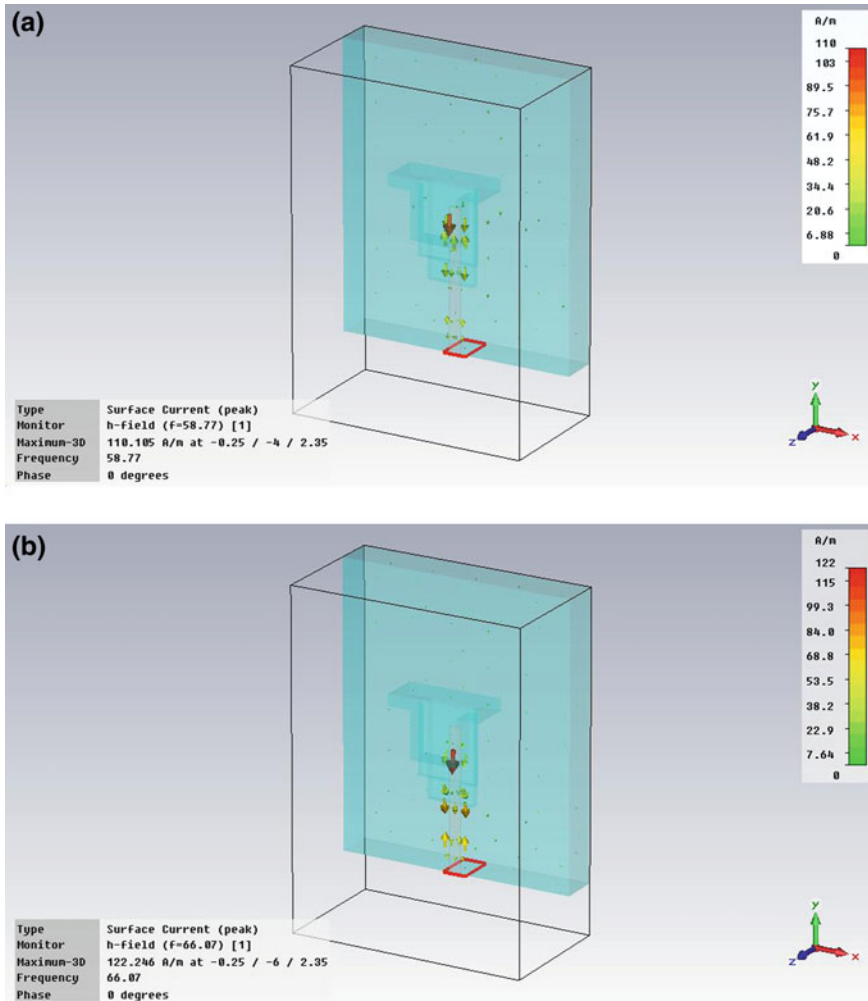 (a)
A/m
110
103
89.5
75.7
61.9
48.2
34.4
20.6
6.88
0
Type Surface Current (peak)
Monitor h-field (f=58.77) [1]
Maximum-3D 110.105 A/m at -0.25 / -4 / 2.35
Frequency 58.77
Phase 0 degrees
y
z
x
(b)
A/m
122
115
99.3
84.0
68.8
53.5
38.2
22.9
7.64
0
Type Surface Current (peak)
Monitor h-field (f=66.07) [1]
Maximum-3D 122.246 A/m at -0.25 / -6 / 2.35
Frequency 66.07
Phase 0 degrees
y
z
x